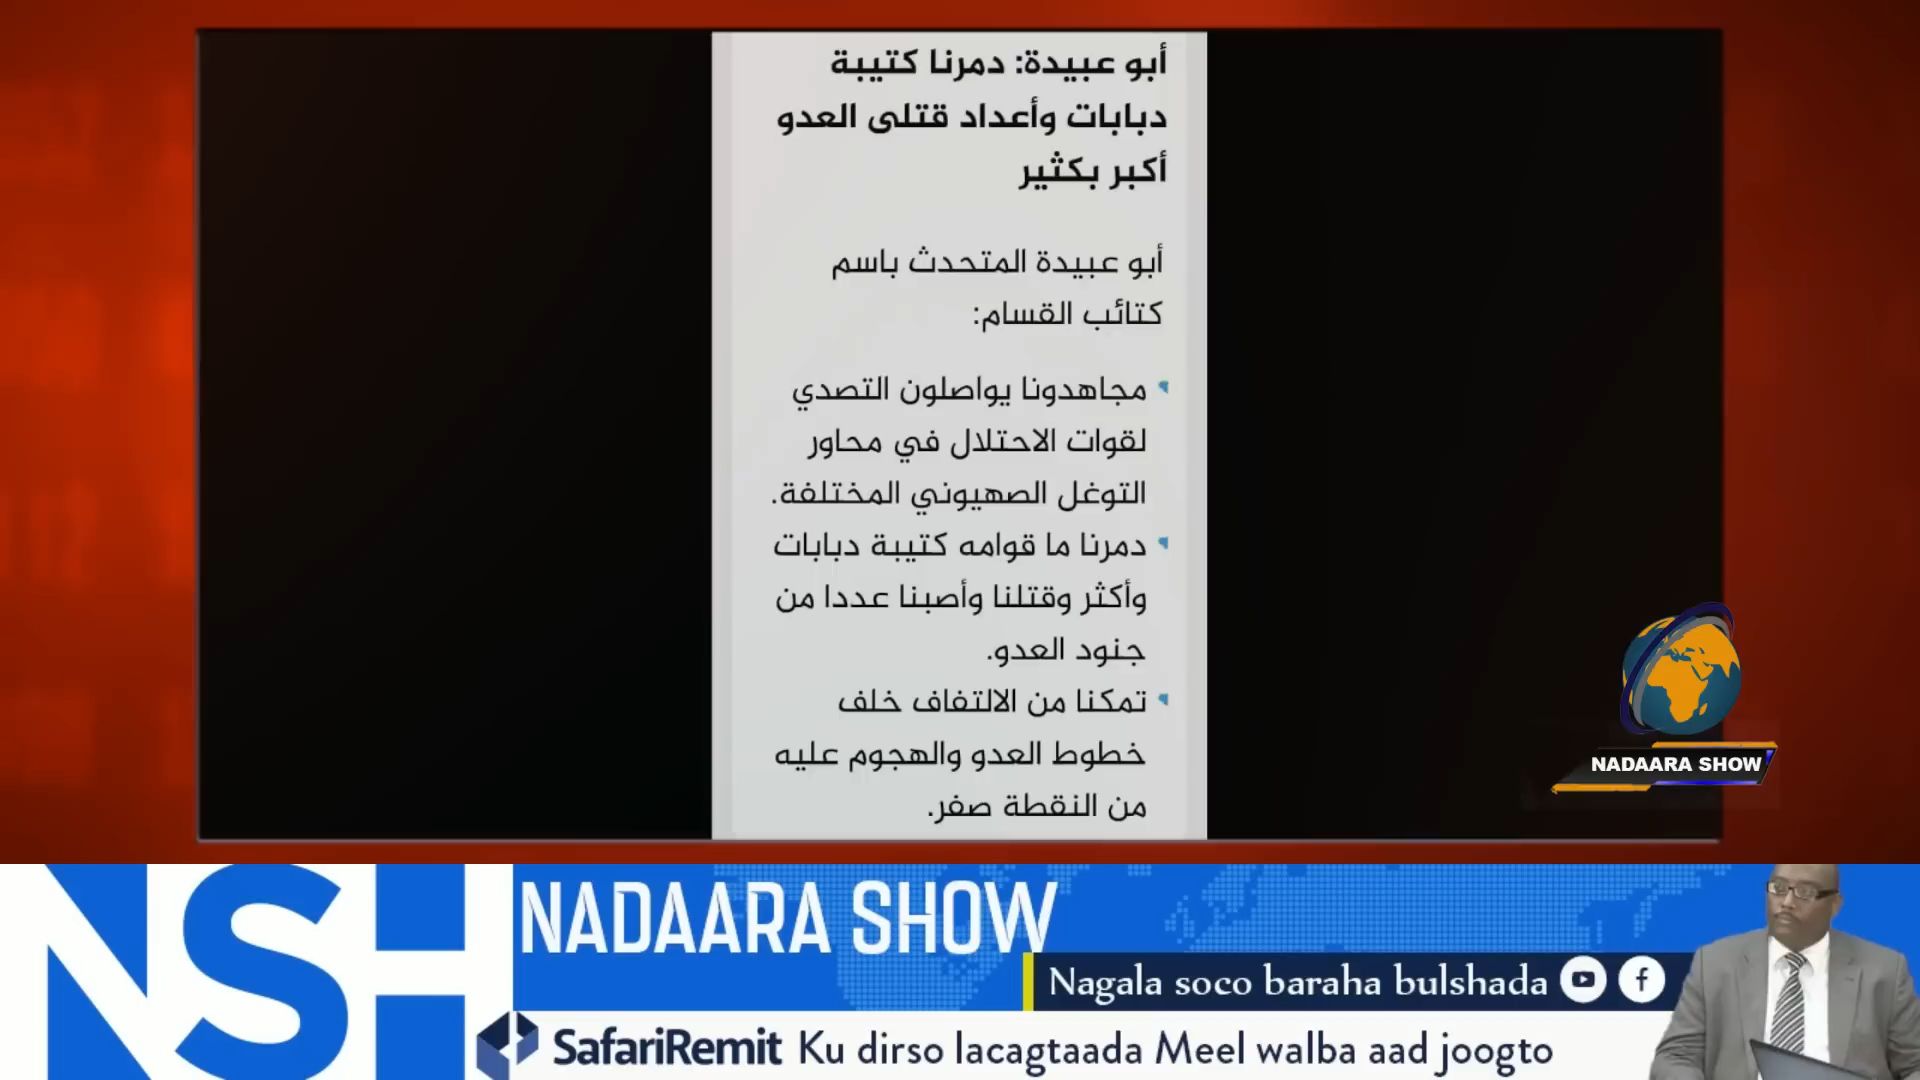 أبو عبيدة: دمرنا كتيبة
دبابات وأعداد قتلى العدو
أكبر بكثير
أبو عبيدة المتحدث باسم
كتائب القسام:
مجاهدونا يواصلون التصدي
لقوات الاحتلال في محاور
التوغل الصهيوني المختلفة.
دمرنا ما قوامه كتيبة دبابات
وأكثر وقتلنا وأصبنا عددا من
جنود العدو.
تمكنا من الالتفاف خلف
خطوط العدو والهجوم عليه
من النقطة صفر.
NADAARA SHOW
NSH
NADAARA SHOW
Nagala soco baraha bulshada
SafariRemit Ku dirso lacagtaada Meel walba aad joogto